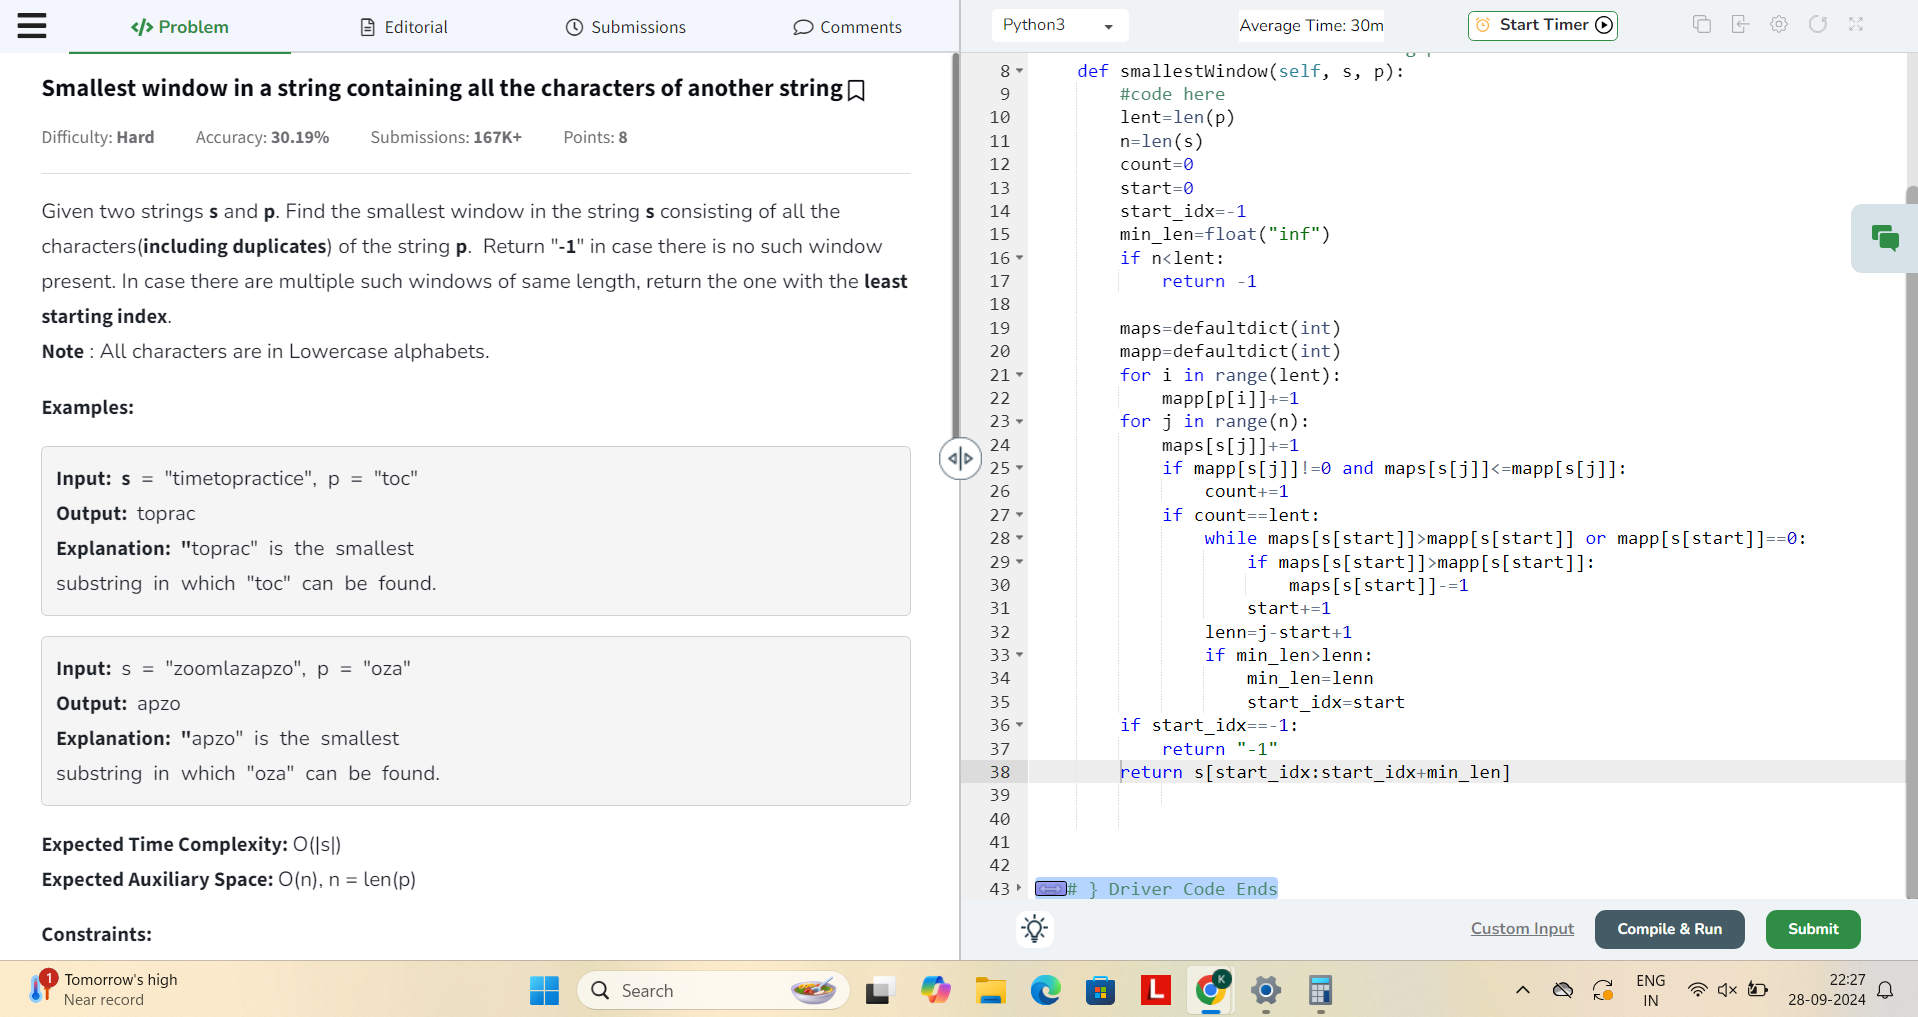 </> Problem
Editorial
Submissions
Comments
Python3
Average Time: 30m
Start Timer
Smallest window in a string containing all the characters of another string
Difficulty: Hard
Accuracy: 30.19%
Submissions: 167K+
Points: 8
Given two strings s and p. Find the smallest window in the string s consisting of all the
characters(including duplicates) of the string p.  Return "-1" in case there is no such window
present. In case there are multiple such windows of same length, return the one with the least
starting index.
Note : All characters are in Lowercase alphabets.
Examples:
Input: s = "timetopractice", p = "toc"
Output: toprac
Explanation: "toprac" is the smallest
substring in which "toc" can be found.
Input: s = "zoomlazapzo", p = "oza"
Output: apzo
Explanation: "apzo" is the smallest
substring in which "oza" can be found.
Expected Time Complexity: O(|s|)
Expected Auxiliary Space: O(n), n = len(p)
Constraints:
8 def smallestWindow(self, s, p):
9 #code here
10 lent=len(p)
11 n=len(s)
12 count=0
13 start=0
14 start_idx=-1
15 min_len=float("inf")
16 if n<lent:
17 return -1
18
19 maps=defaultdict(int)
20 mapp=defaultdict(int)
21 for i in range(lent):
22 mapp[p[i]]+=1
23 for j in range(n):
24 maps[s[j]]+=1
25 if mapp[s[j]]!=0 and maps[s[j]]<=mapp[s[j]]:
26 count+=1
27 if count==lent:
28 while maps[s[start]]>mapp[s[start]] or mapp[s[start]]==0:
29 if maps[s[start]]>mapp[s[start]]:
30 maps[s[start]]-=1
31 start+=1
32 lenn=j-start+1
33 if min_len>lenn:
34 min_len=lenn
35 start_idx=start
36 if start_idx==-1:
37 return "-1"
38 return s[start_idx:start_idx+min_len]
39
40
41
42
43 # } Driver Code Ends
Custom Input
Compile & Run
Submit
1
Tomorrow's high
Near record
Search
L
K
ENG
IN
22:27
28-09-2024